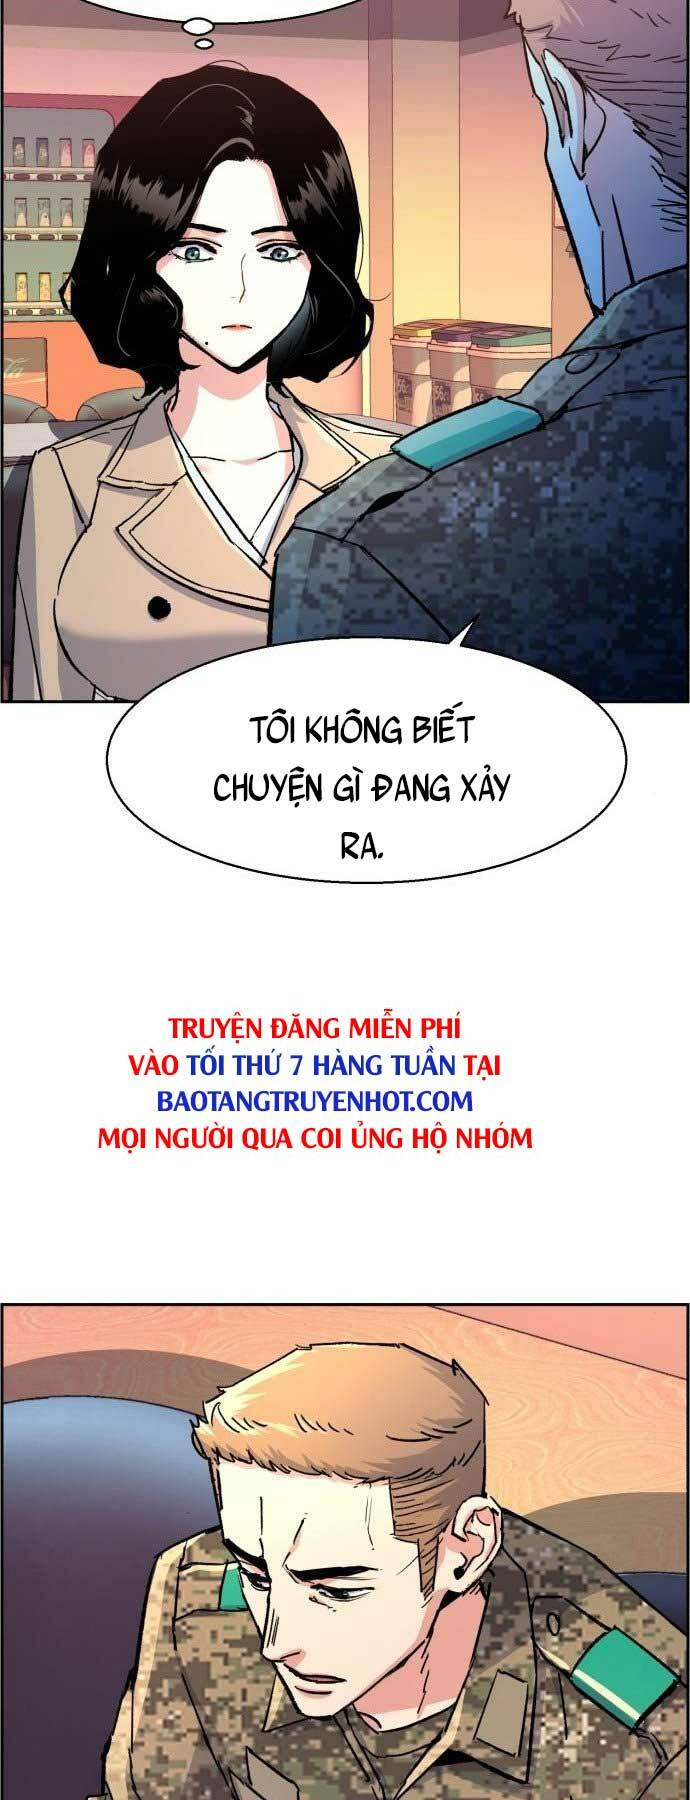 TÔI KHÔNG BIẾT
CHUYỆN GÌ ĐANG XẢY
RA.
TRUYỆN ĐĂNG MIỄN PHÍ
VÀO TỐI THỨ 7 HÀNG TUẦN TẠI
BAOTANGTRUYENHOT.COM
MỌI NGƯỜI QUA COI ỦNG HỘ NHÓM